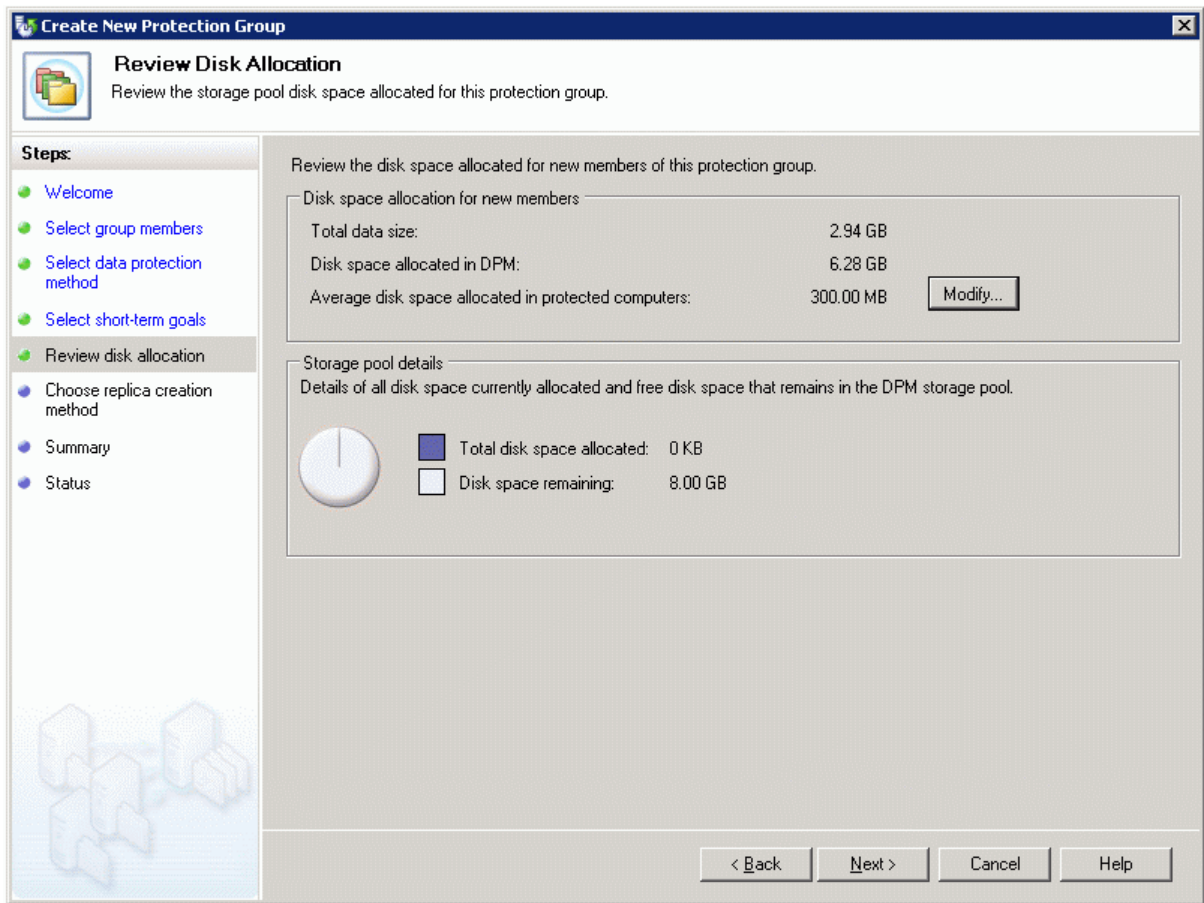 Create New Protection Group
Review Disk Allocation
Review the storage pool disk space allocated for this protection group.
Steps:
Welcome
Select group members
Select data protection
method
Select short-term goals
Review disk allocation
Choose replica creation
method
Summary
Status
Review the disk space allocated for new members of this protection group.
Disk space allocation for new members
Total data size: 2.94 GB
Disk space allocated in DPM: 6.28 GB
Average disk space allocated in protected computers: 300.00 MB Modify...
Storage pool details
Details of all disk space currently allocated and free disk space that remains in the DPM storage pool.
Total disk space allocated: 0 KB
Disk space remaining: 8.00 GB
< Back Next > Cancel Help